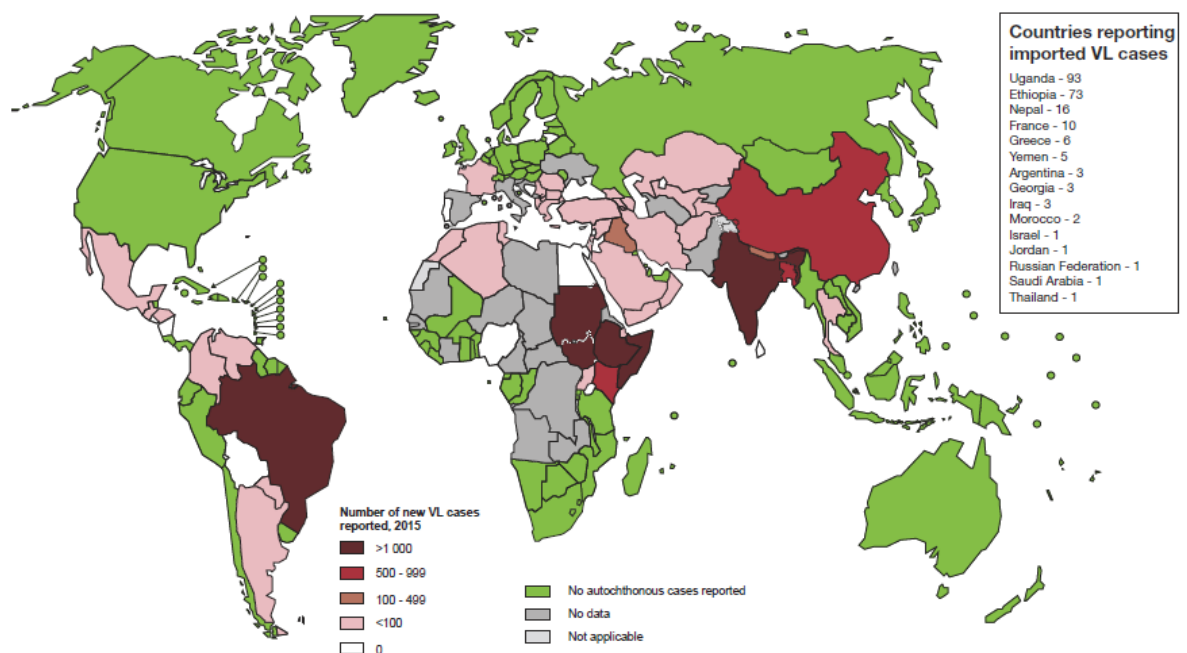 Countries reporting
imported VL cases
Uganda - 93
Ethiopia - 73
Nepal - 16
France - 10
Greece - 6
Yemen - 5
Argentina - 3
Georgia - 3
Iraq - 3
Morocco - 2
Israel - 1
Jordan - 1
Russian Federation - 1
Saudi Arabia - 1
Thailand - 1
Number of new VL cases
reported, 2015
>1 000
500 - 999
100 - 499
<100
0
No autochthonous cases reported
No data
Not applicable